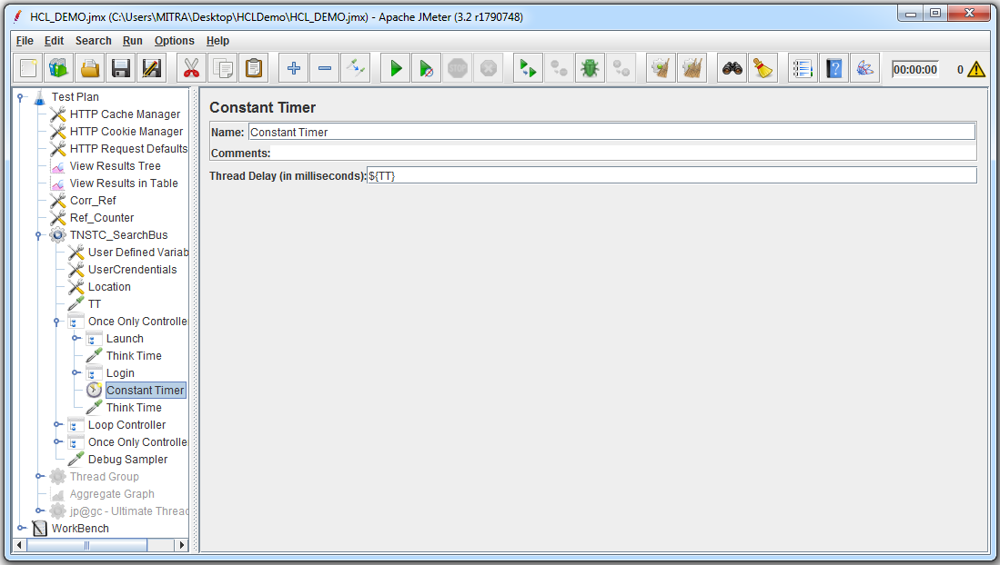 HCL_DEMO.jmx (C:\Users\MITRA\Desktop\HCLDemo\HCL_DEMO.jmx) - Apache JMeter (3.2 r1790748)
File Edit Search Run Options Help
STOP
00:00:00 0
Test Plan
HTTP Cache Manager
HTTP Cookie Manager
HTTP Request Defaults
View Results Tree
View Results in Table
Corr_Ref
Ref_Counter
TNSTC_SearchBus
User Defined Variab
UserCrendentials
Location
TT
Once Only Controlle
Launch
Think Time
Login
Constant Timer
Think Time
Loop Controller
Once Only Controlle
Debug Sampler
Thread Group
Aggregate Graph
jp@gc - Ultimate Threac
WorkBench
Constant Timer
Name: Constant Timer
Comments:
Thread Delay (in milliseconds): ${TT}